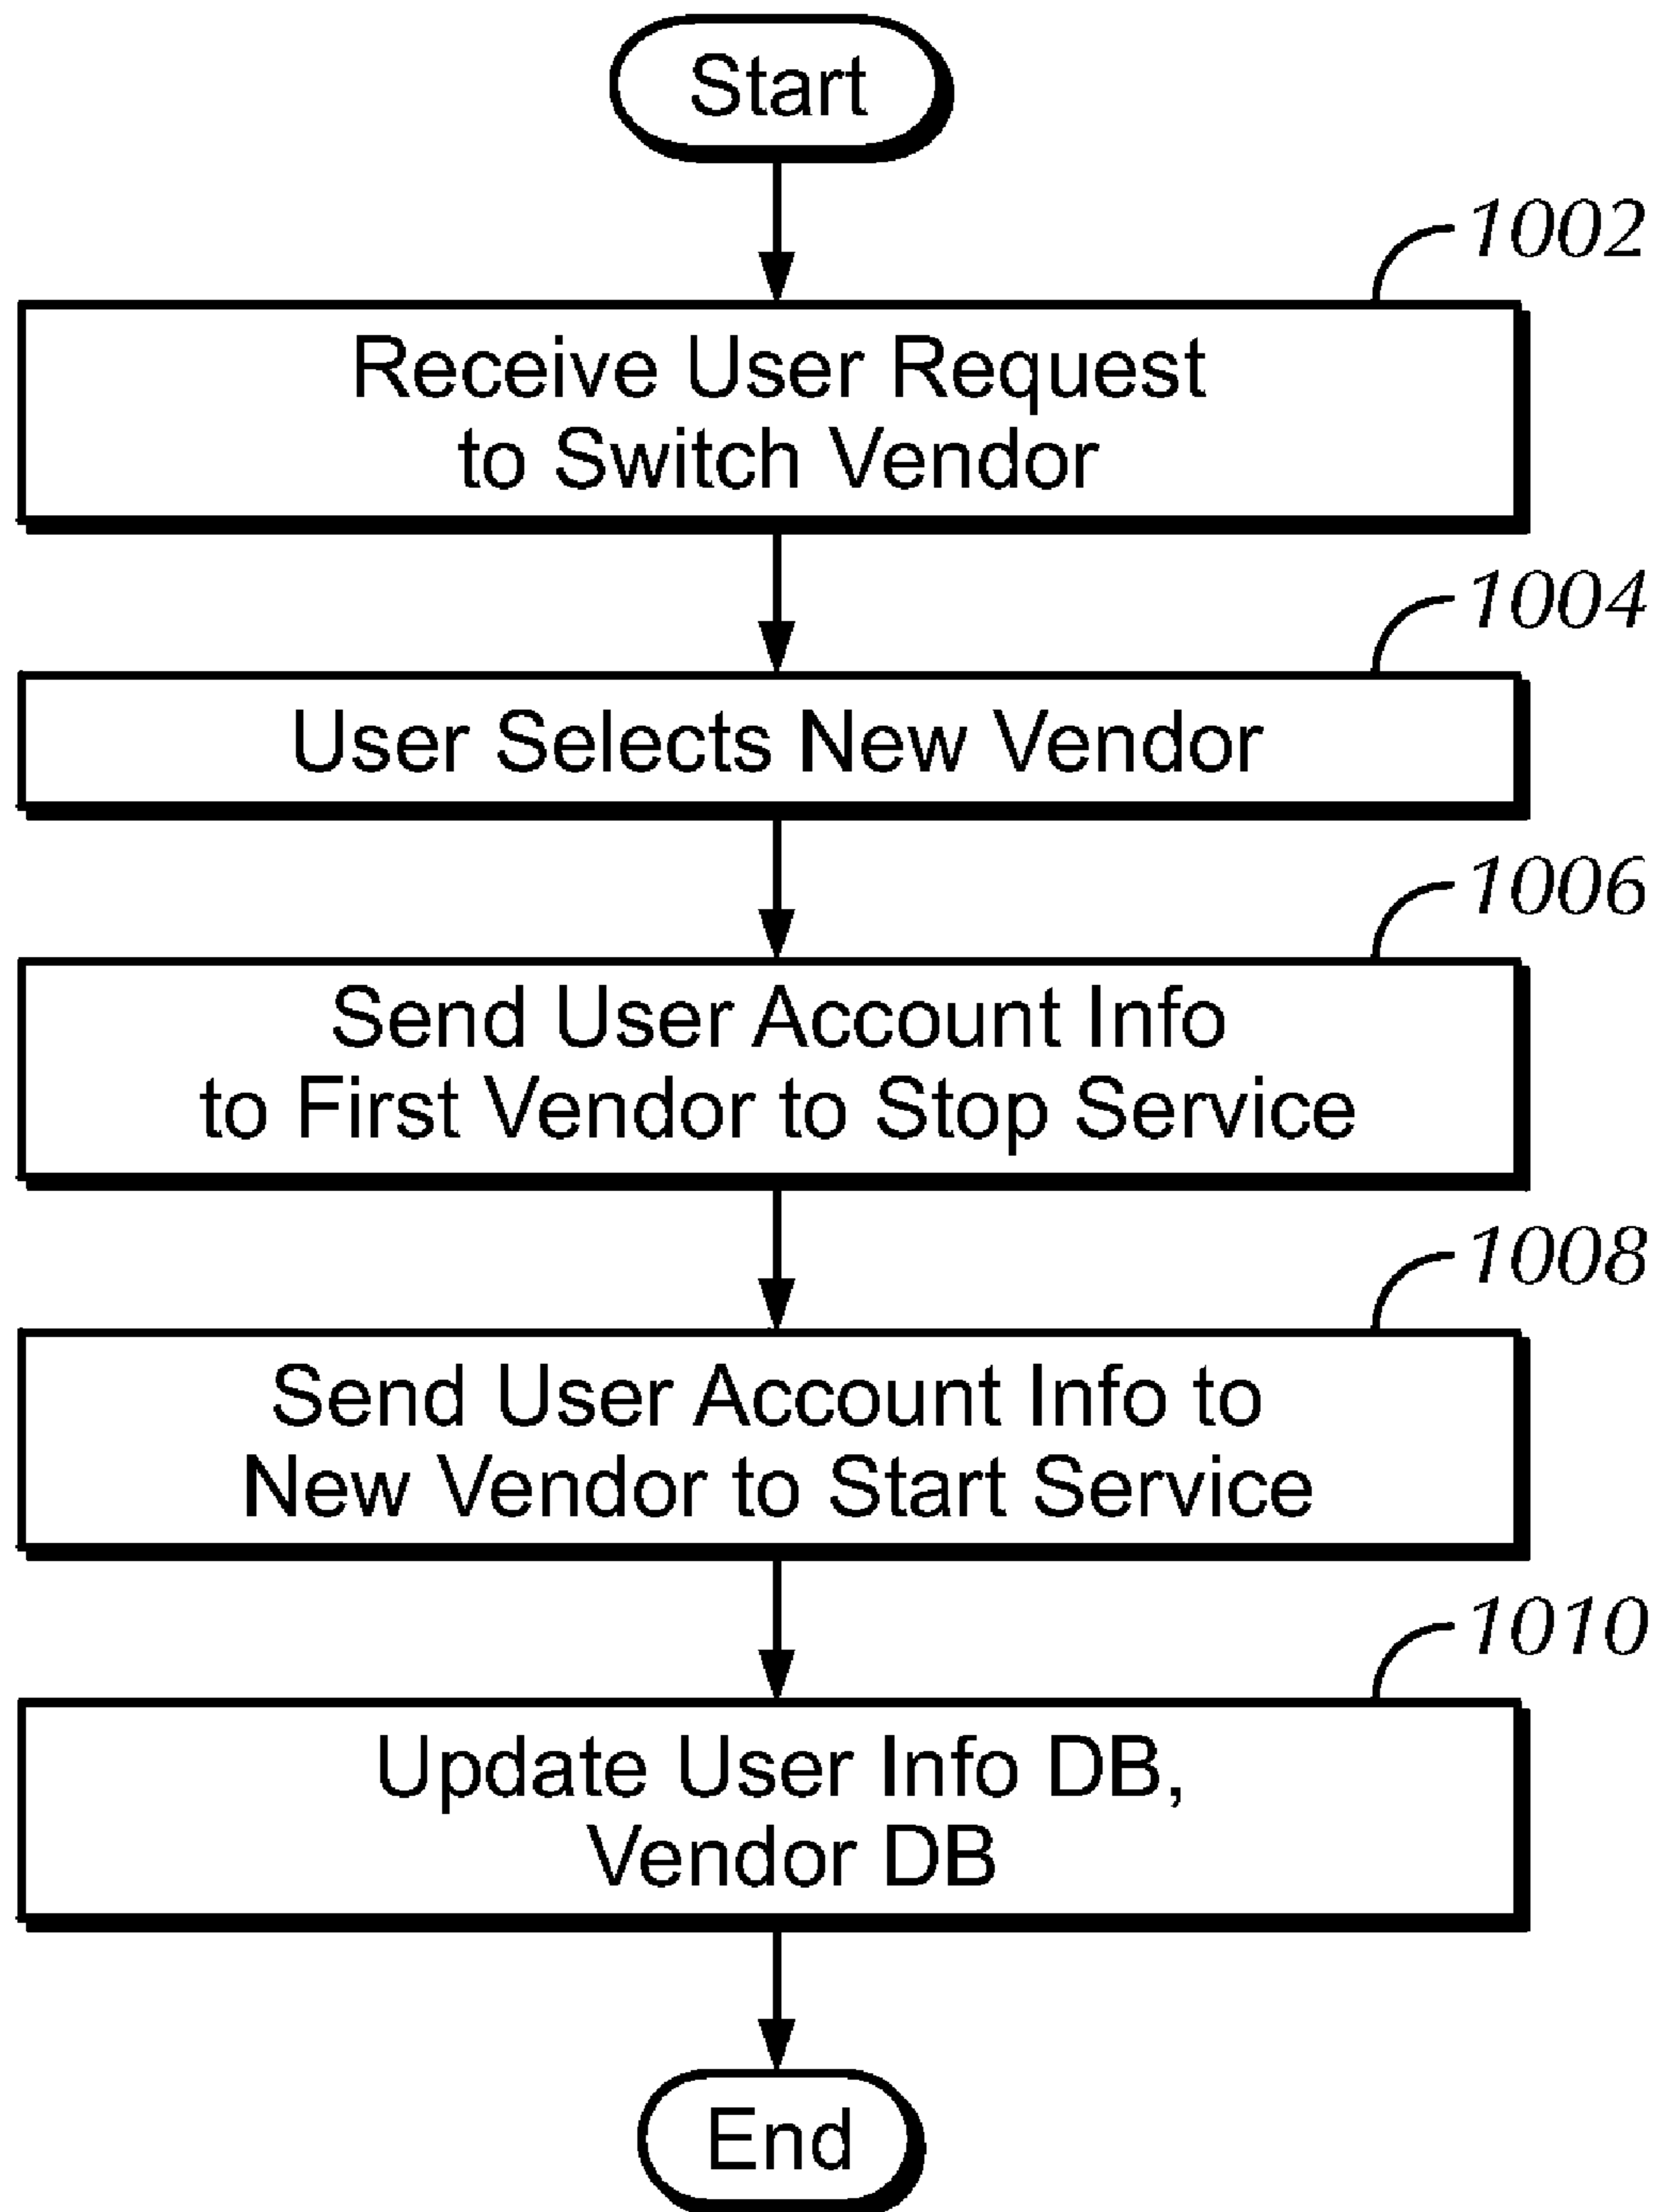 Start
1002
Receive User Request
to Switch Vendor
1004
User Selects New Vendor
1006
Send User Account Info
to First Vendor to Stop Service
1008
Send User Account Info to
New Vendor to Start Service
1010
Update User Info DB,
Vendor DB
End